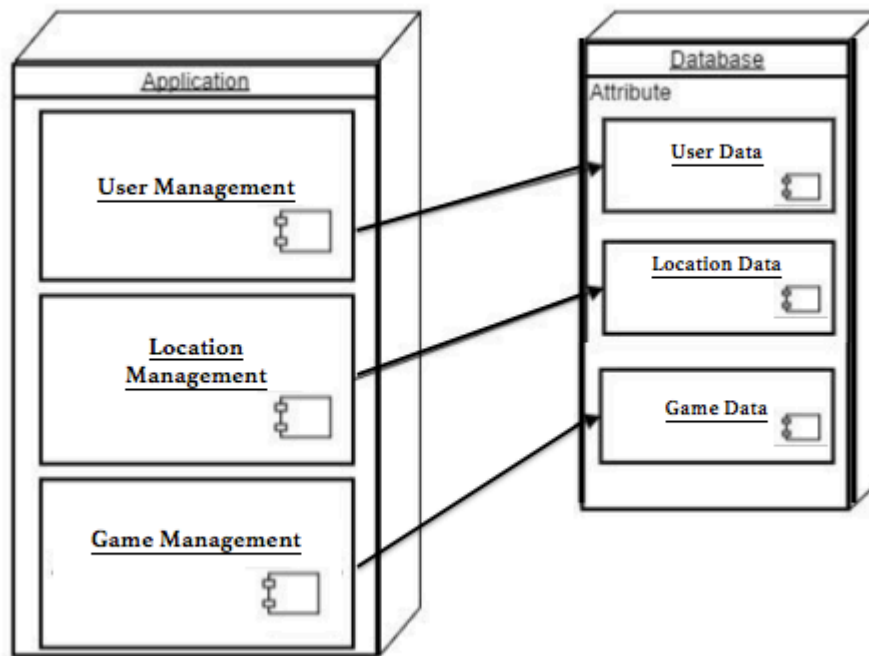 Application
User Management
Location
Management
Game Management
Database
Attribute
User Data
Location Data
Game Data